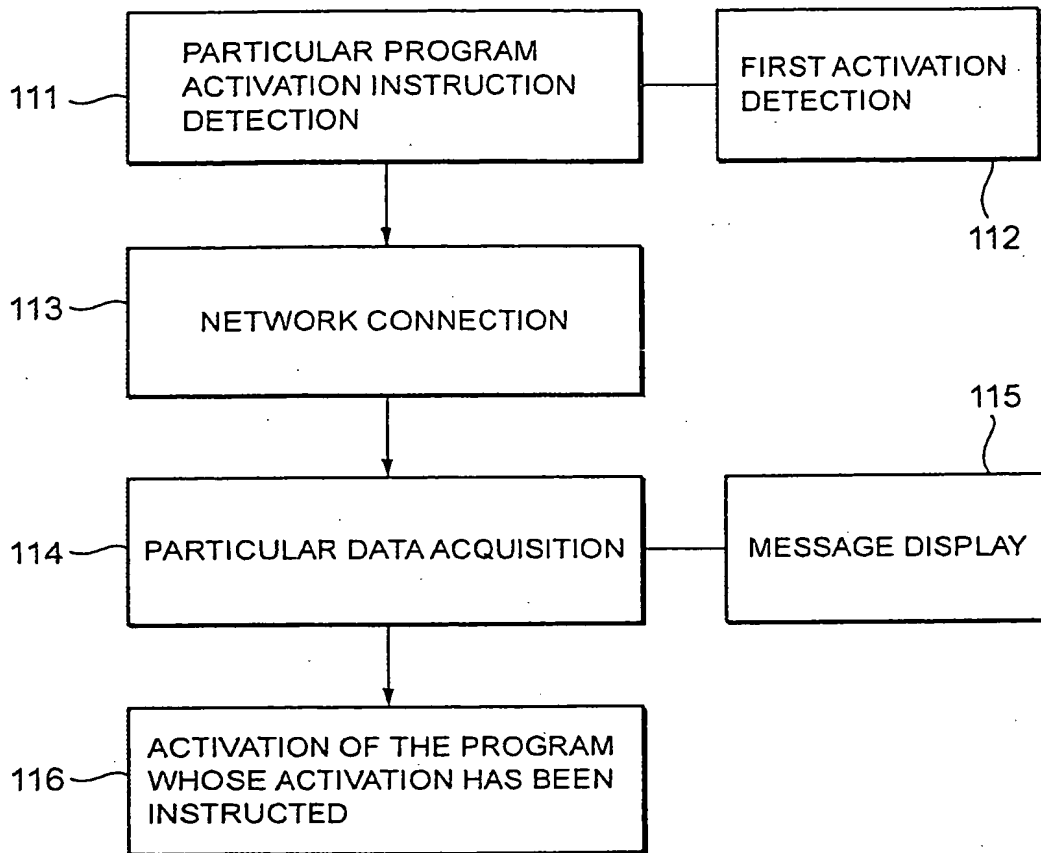 111
PARTICULAR PROGRAM
ACTIVATION INSTRUCTION
DETECTION
FIRST ACTIVATION
DETECTION
112
113
NETWORK CONNECTION
115
114
PARTICULAR DATA ACQUISITION
MESSAGE DISPLAY
116
ACTIVATION OF THE PROGRAM
WHOSE ACTIVATION HAS BEEN
INSTRUCTED